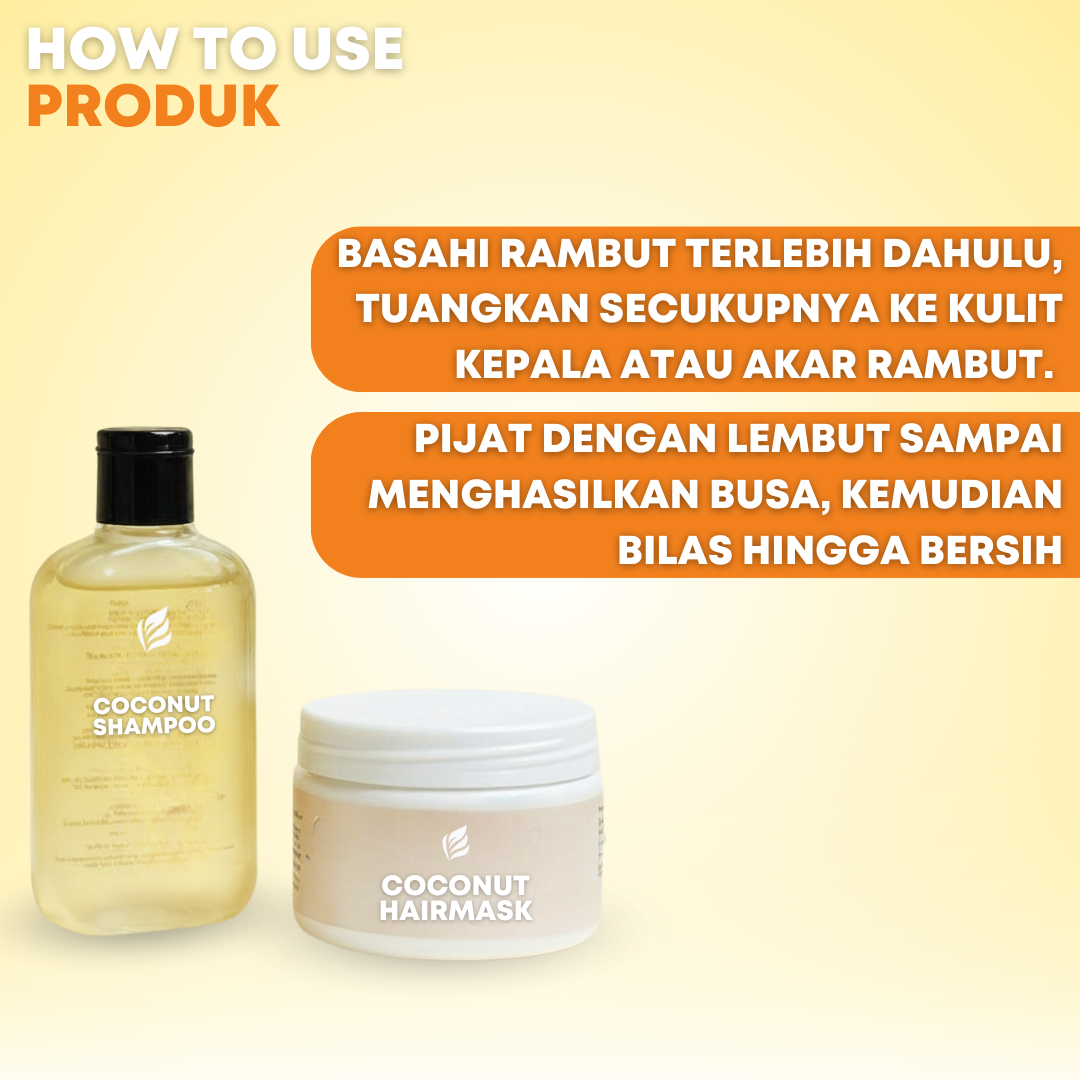 HOW TO USE
PRODUK
BASAHI RAMBUT TERLEBIH DAHULU,
TUANGKAN SECUKUPNYA KE KULIT
KEPALA ATAU AKAR RAMBUT.
PIJAT DENGAN LEMBUT SAMPAI
MENGHASILKAN BUSA, KEMUDIAN
BILAS HINGGA BERSIH
COCONUT
SHAMPOO
COCONUT
HAIRMASK